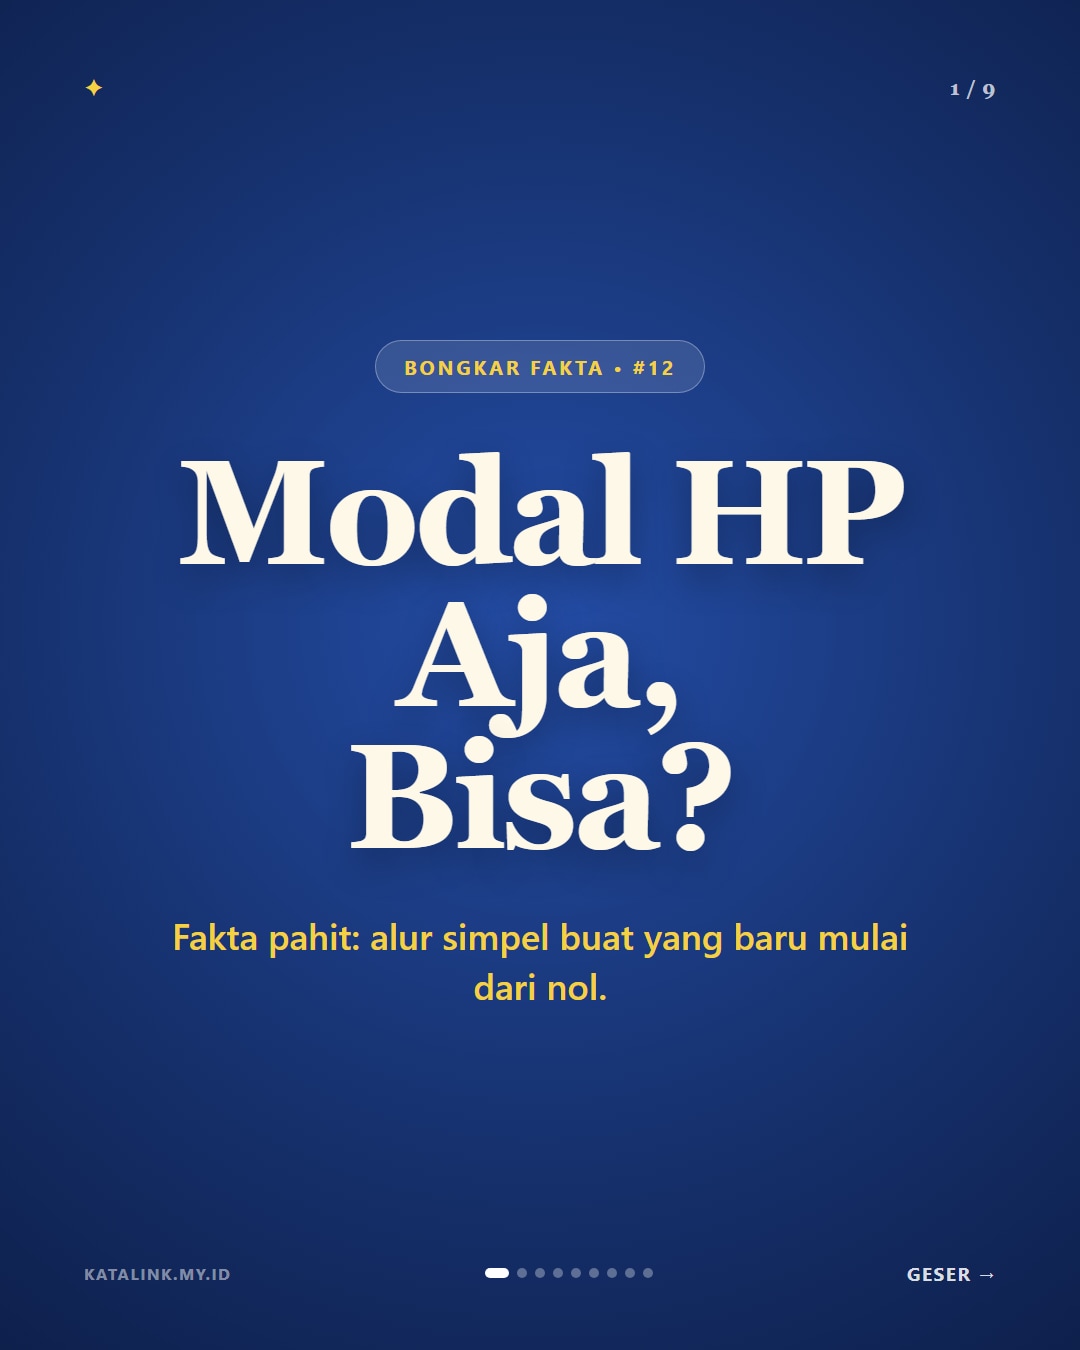 1 / 9
BONGKAR FAKTA • #12
Modal HP
Aja,
Bisa?
Fakta pahit: alur simpel buat yang baru mulai
dari nol.
KATALINK.MY.ID
GESER →